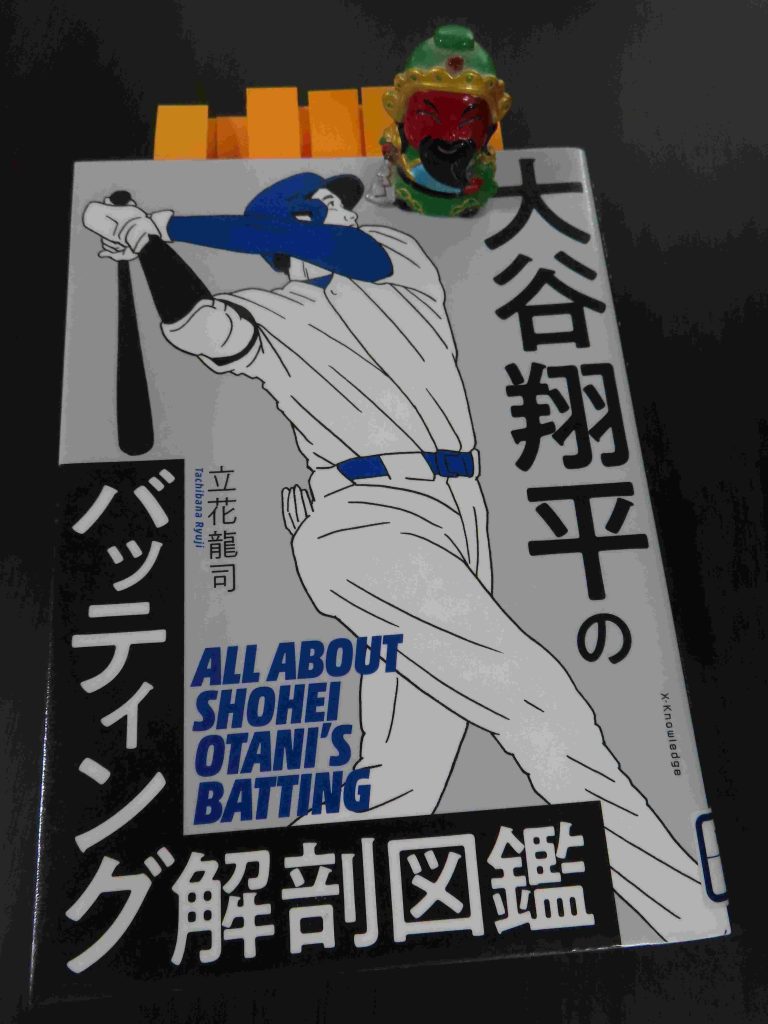 大谷翔平の
バッティング
解剖図鑑
立花龍司
Tachibana Ryuji
ALL ABOUT
SHOHEI
OTANI'S
BATTING
X-Knowledge